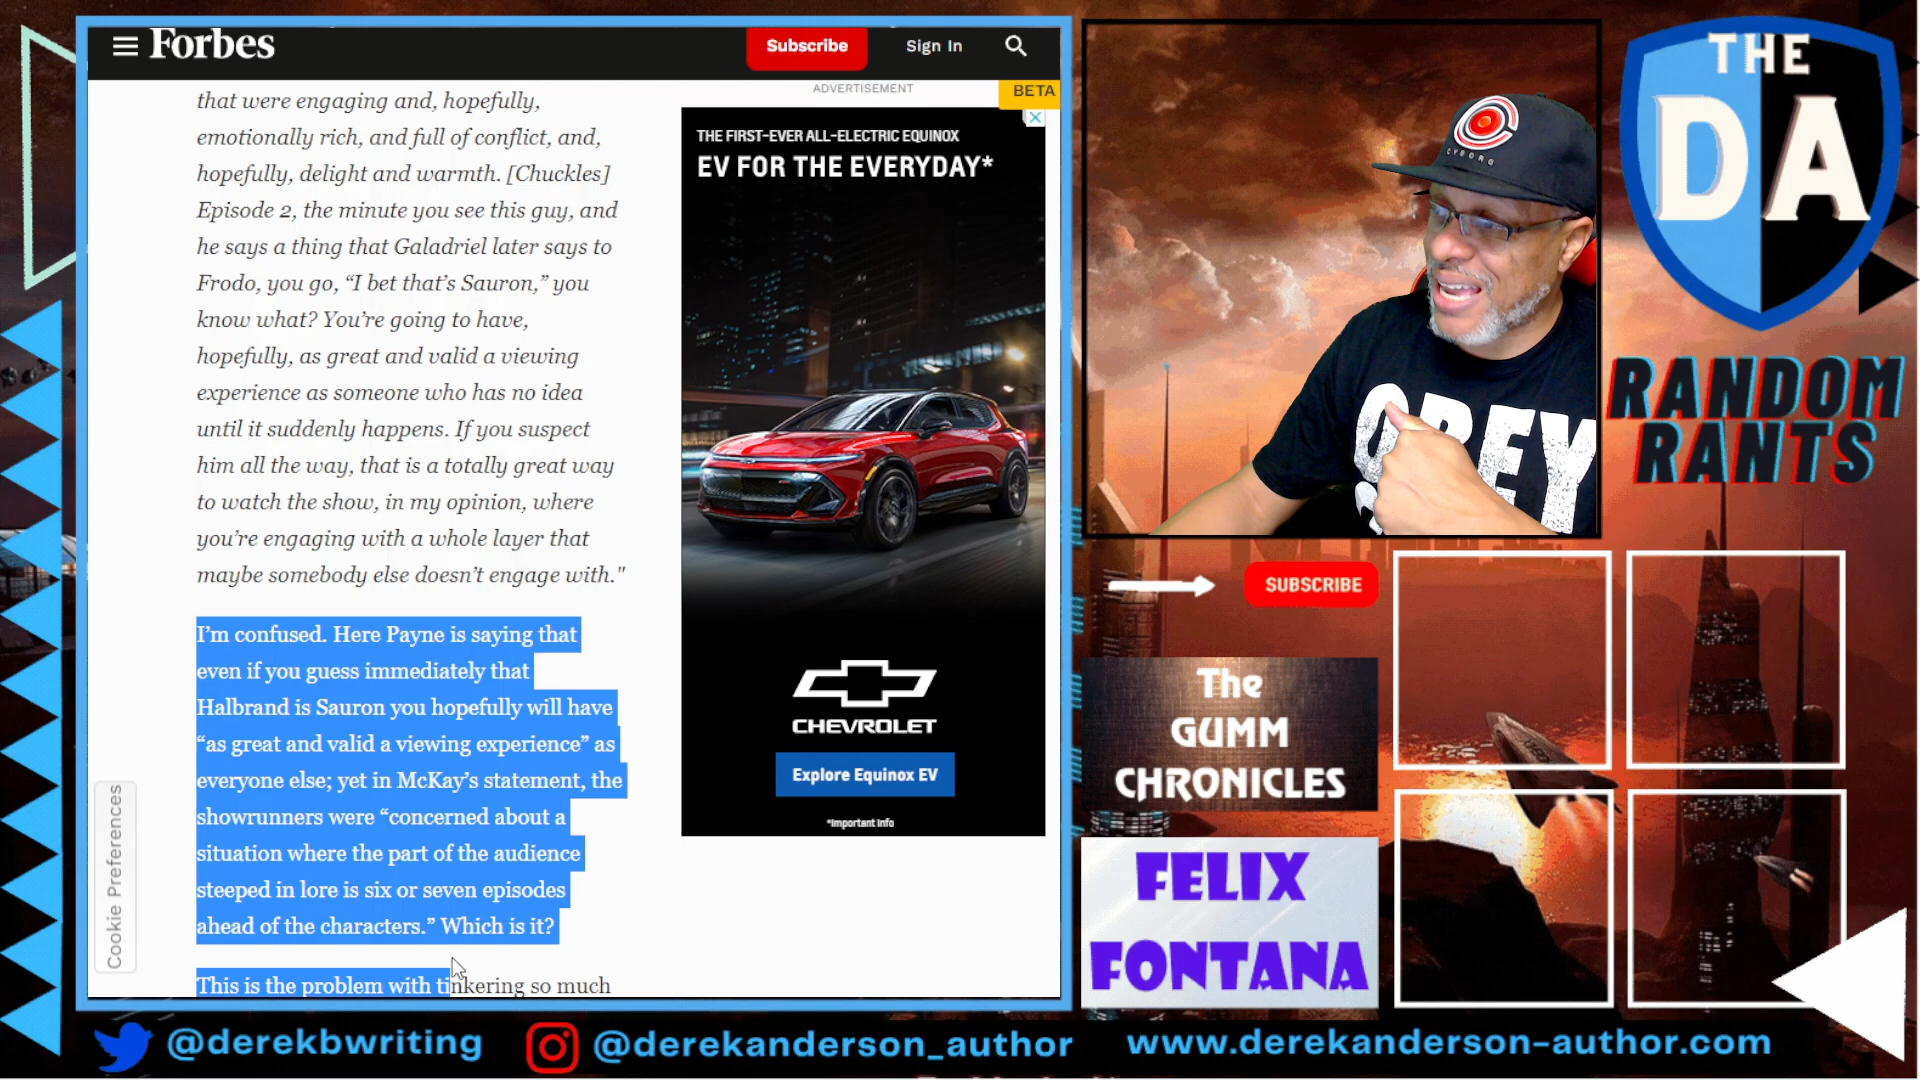 Forbes
Subscribe
Sign In
that were engaging and, hopefully,
emotionally rich, and full of conflict, and,
hopefully, delight and warmth. [Chuckles]
Episode 2, the minute you see this guy, and
he says a thing that Galadriel later says to
Frodo, you go, “I bet that’s Sauron,” you
know what? You’re going to have,
hopefully, as great and valid a viewing
experience as someone who has no idea
until it suddenly happens. If you suspect
him all the way, that is a totally great way
to watch the show, in my opinion, where
you’re engaging with a whole layer that
maybe somebody else doesn’t engage with."
I’m confused. Here Payne is saying that
even if you guess immediately that
Halbrand is Sauron you hopefully will have
“as great and valid a viewing experience” as
everyone else; yet in McKay’s statement, the
showrunners were “concerned about a
situation where the part of the audience
steeped in lore is six or seven episodes
ahead of the characters.” Which is it?
This is the problem with tinkering so much
Cookie Preferences
ADVERTISEMENT
BETA
THE FIRST-EVER ALL-ELECTRIC EQUINOX
EV FOR THE EVERYDAY*
CHEVROLET
Explore Equinox EV
*Important Info
CYBORG
OBEY
THE
DA
RANDOM
RANTS
SUBSCRIBE
The
GUMM
CHRONICLES
FELIX
FONTANA
@derekbwriting
@derekanderson_author
www.derekanderson-author.com